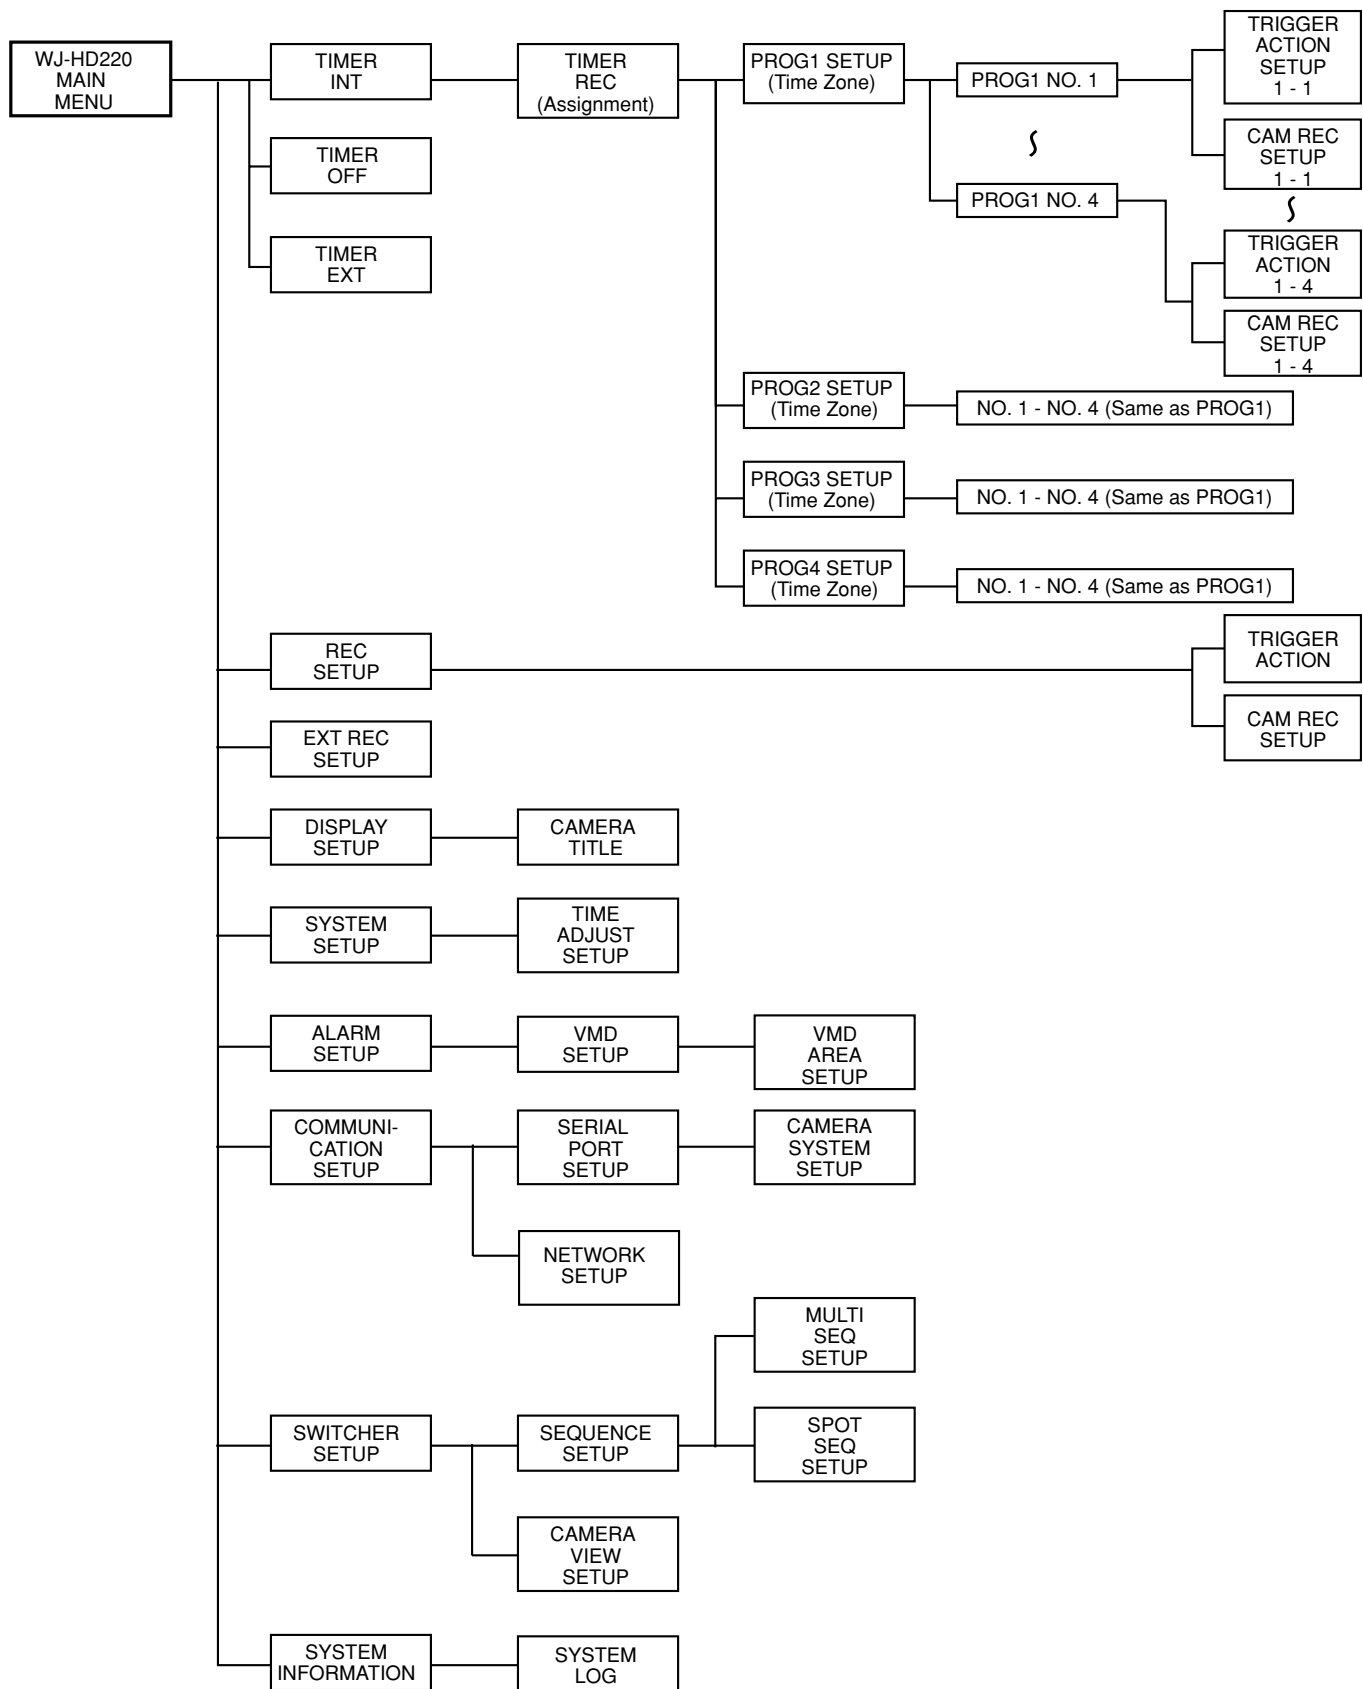 WJ-HD220
MAIN
MENU
TIMER
INT
TIMER
REC
(Assignment)
PROG1 SETUP
(Time Zone)
PROG1 NO. 1
TRIGGER
ACTION
SETUP
1 - 1
CAM REC
SETUP
1 - 1
TIMER
OFF
PROG1 NO. 4
TIMER
EXT
TRIGGER
ACTION
1 - 4
CAM REC
SETUP
1 - 4
PROG2 SETUP
(Time Zone)
NO. 1 - NO. 4 (Same as PROG1)
PROG3 SETUP
(Time Zone)
NO. 1 - NO. 4 (Same as PROG1)
PROG4 SETUP
(Time Zone)
NO. 1 - NO. 4 (Same as PROG1)
REC
SETUP
TRIGGER
ACTION
CAM REC
SETUP
EXT REC
SETUP
DISPLAY
SETUP
CAMERA
TITLE
SYSTEM
SETUP
TIME
ADJUST
SETUP
ALARM
SETUP
VMD
SETUP
VMD
AREA
SETUP
COMMUNI-
CATION
SETUP
SERIAL
PORT
SETUP
CAMERA
SYSTEM
SETUP
NETWORK
SETUP
MULTI
SEQ
SETUP
SWITCHER
SETUP
SEQUENCE
SETUP
SPOT
SEQ
SETUP
CAMERA
VIEW
SETUP
SYSTEM
INFORMATION
SYSTEM
LOG